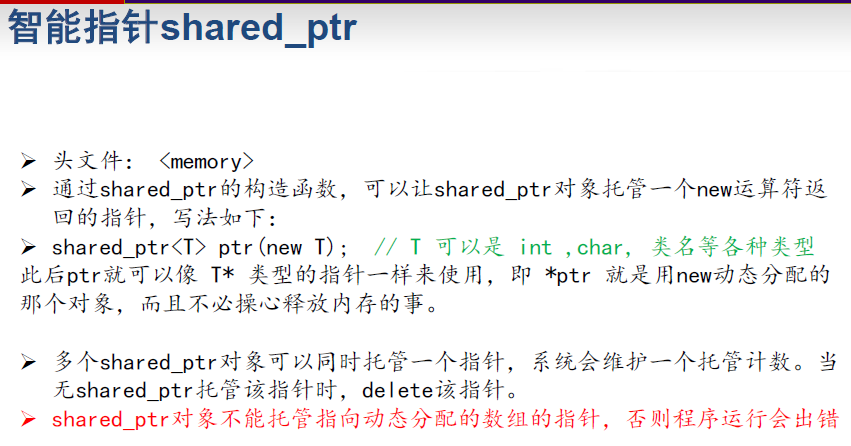 智能指针shared_ptr
➢ 头文件: <memory>
➢ 通过shared_ptr的构造函数, 可以让shared_ptr对象托管一个new运算符返
回的指针, 写法如下:
➢ shared_ptr<T> ptr(new T); // T 可以是 int ,char, 类名等各种类型
此后ptr就可以像 T* 类型的指针一样来使用, 即 *ptr 就是用new动态分配的
那个对象, 而且不必操心释放内存的事。
➢ 多个shared_ptr对象可以同时托管一个指针, 系统会维护一个托管计数。当
无shared_ptr托管该指针时, delete该指针。
➢ shared_ptr对象不能托管指向动态分配的数组的指针, 否则程序运行会出错